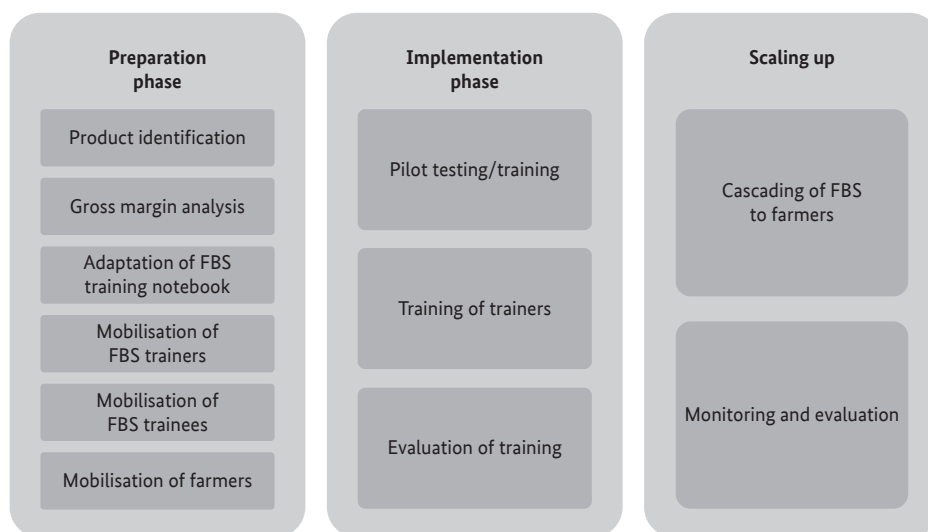 Preparation
phase
Product identification
Gross margin analysis
Adaptation of FBS
training notebook
Mobilisation of
FBS trainers
Mobilisation of
FBS trainees
Mobilisation of farmers
Implementation
phase
Pilot testing/training
Training of trainers
Evaluation of training
Scaling up
Cascading of FBS
to farmers
Monitoring and evaluation